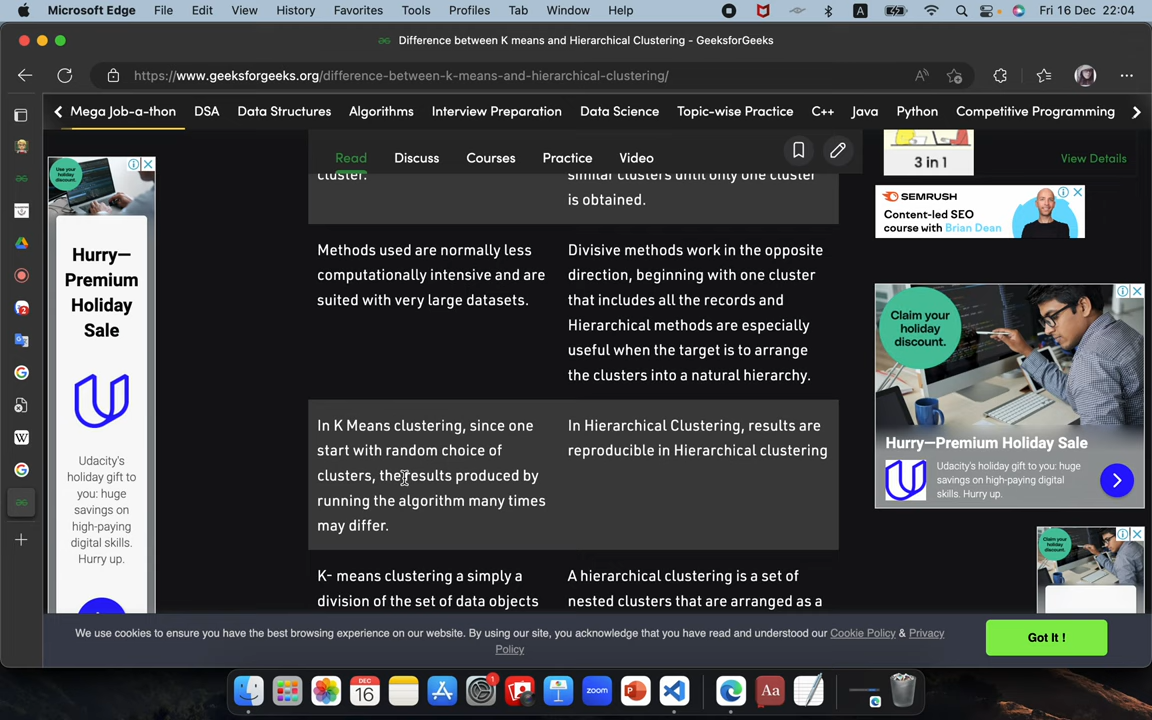 Microsoft Edge File Edit View History Favorites Tools Profiles Tab Window Help A Fri 16 Dec 22:04
Difference between K means and Hierarchical Clustering - GeeksforGeeks
https://www.geeksforgeeks.org/difference-between-k-means-and-hierarchical-clustering/
Mega Job-a-thon DSA Data Structures Algorithms Interview Preparation Data Science Topic-wise Practice C++ Java Python Competitive Programming
Read Discuss Courses Practice Video
3 in 1 View Details
cluster.
similar clusters until only one cluster
is obtained.
Methods used are normally less
computationally intensive and are
suited with very large datasets.
Divisive methods work in the opposite
direction, beginning with one cluster
that includes all the records and
Hierarchical methods are especially
useful when the target is to arrange
the clusters into a natural hierarchy.
In K Means clustering, since one
start with random choice of
clusters, the results produced by
running the algorithm many times
may differ.
In Hierarchical Clustering, results are
reproducible in Hierarchical clustering
K- means clustering a simply a
division of the set of data objects
A hierarchical clustering is a set of
nested clusters that are arranged as a
Use your
holiday
discount.
Hurry—
Premium
Holiday
Sale
Udacity's
holiday gift to
you: huge
savings on
high-paying
digital skills.
Hurry up.
SEMRUSH
Content-led SEO
course with Brian Dean
Claim your
holiday
discount.
Hurry—Premium Holiday Sale
Udacity's holiday gift to you: huge
savings on high-paying digital
skills. Hurry up.
Claim your
holiday
discount.
We use cookies to ensure you have the best browsing experience on our website. By using our site, you acknowledge that you have read and understood our Cookie Policy & Privacy
Policy
Got It !
zoom
Aa